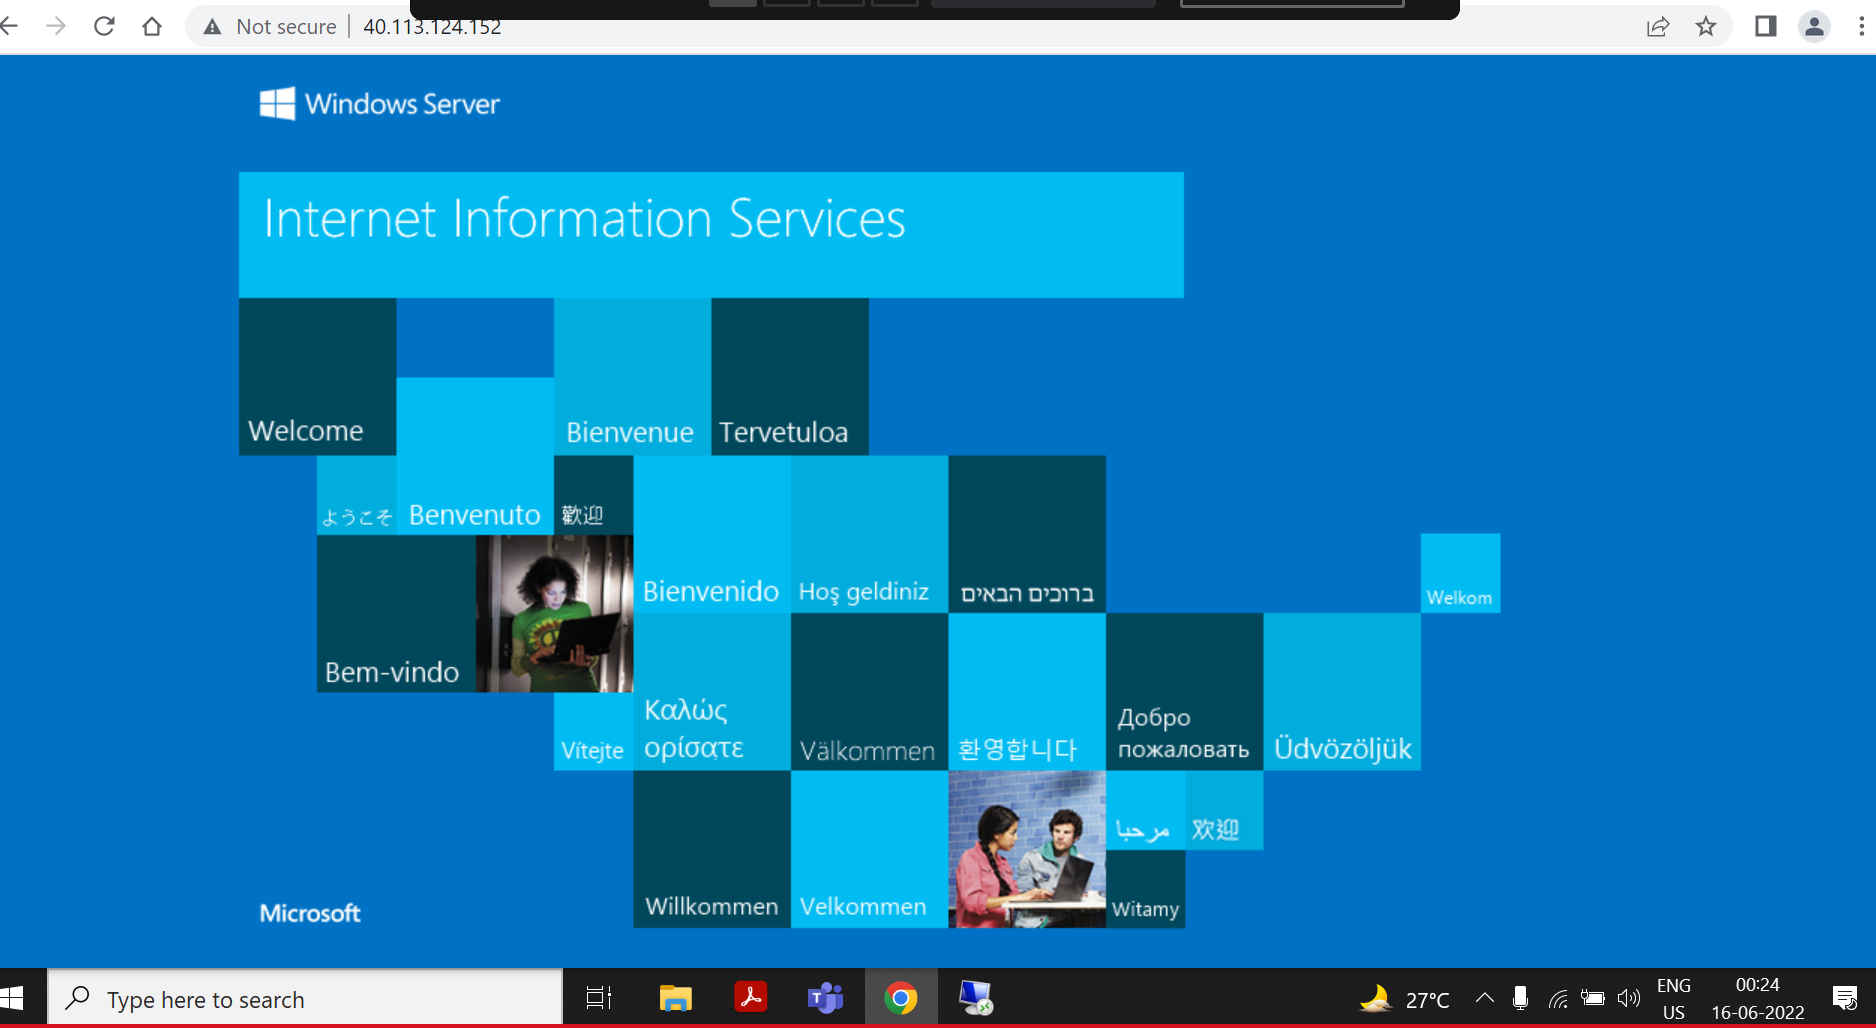 Not secure
40.113.124.152
Windows Server
Internet Information Services
Welcome
Bienvenue
Tervetuloa
ようこそ
Benvenuto
歡迎
Bienvenido
Hoş geldiniz
ברוכים הבאים
Welkom
Bem-vindo
Vítejte
Καλώς
ορίσατε
Välkommen
환영합니다
Добро
пожаловать
Üdvözöljük
مرحبا
欢迎
Willkommen
Velkommen
Witamy
Microsoft
Type here to search
27°C
ENG
US
00:24
16-06-2022